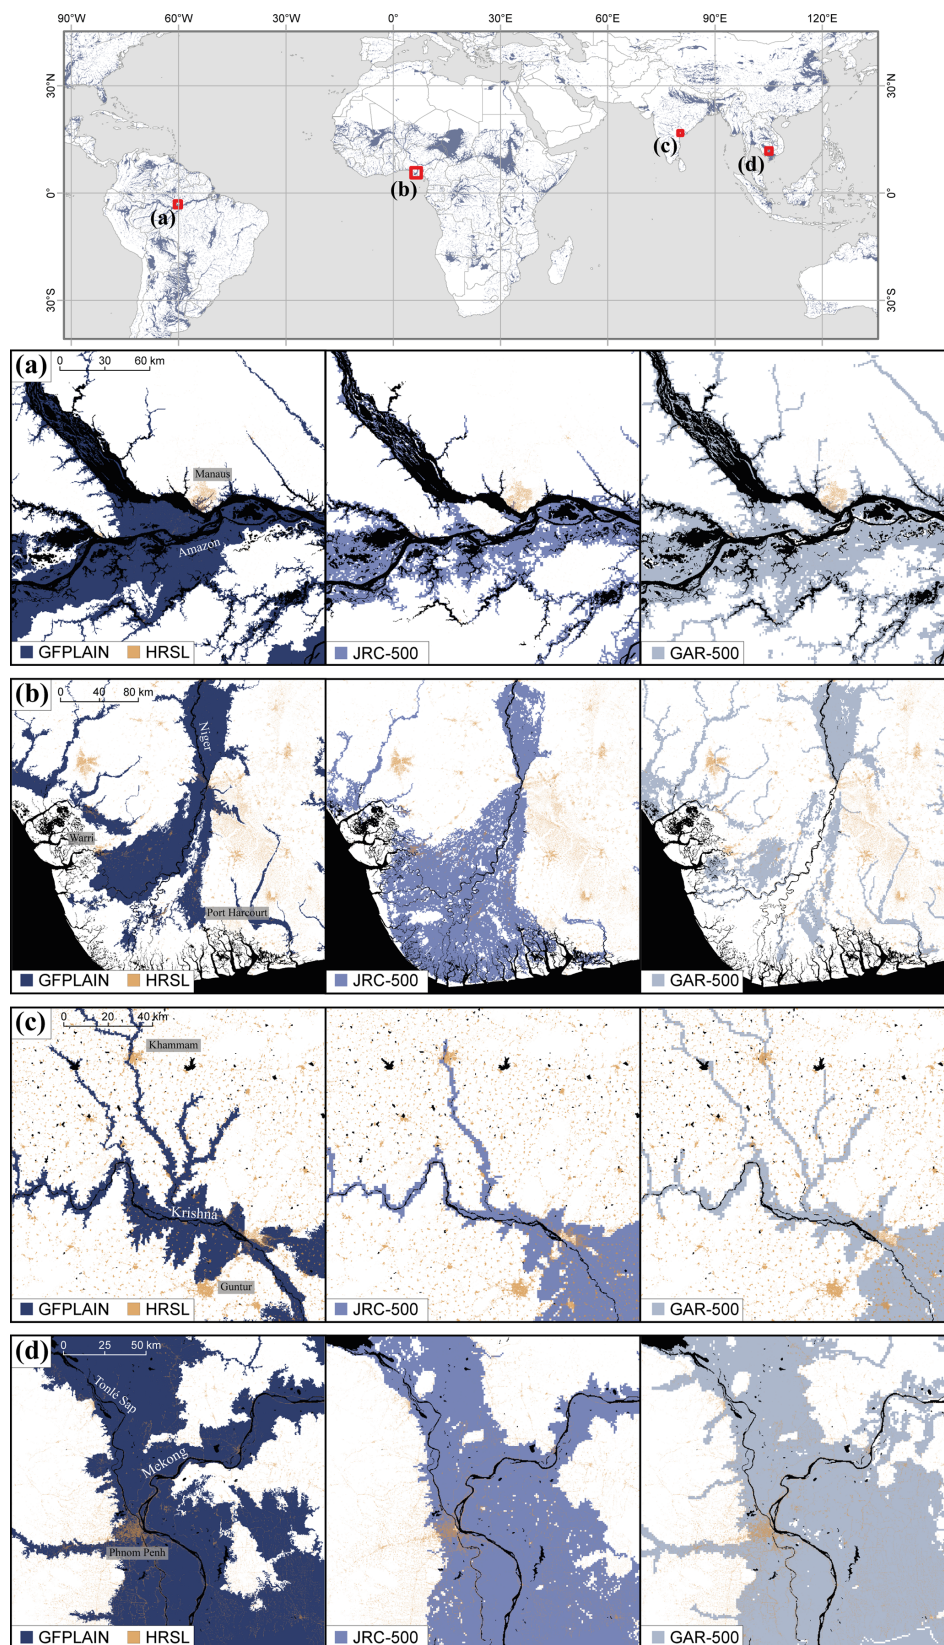 90°W 60°W 0° 30°E 60°E 90°E 120°E
30°N 30°N
(c)
(d)
(b)
0° 0°
(a)
30°S 30°S
(a) 0 30 60 km
Manaus
Amazon
GFPLAIN HRSL JRC-500 GAR-500
(b) 0 40 80 km
Niger
Warri
Port Harcourt
GFPLAIN HRSL JRC-500 GAR-500
(c) 0 20 40 km
Khammam
Krishna
Guntur
GFPLAIN HRSL JRC-500 GAR-500
(d) 0 25 50 km
Tonlé Sap
Mekong
Phnom Penh
GFPLAIN HRSL JRC-500 GAR-500